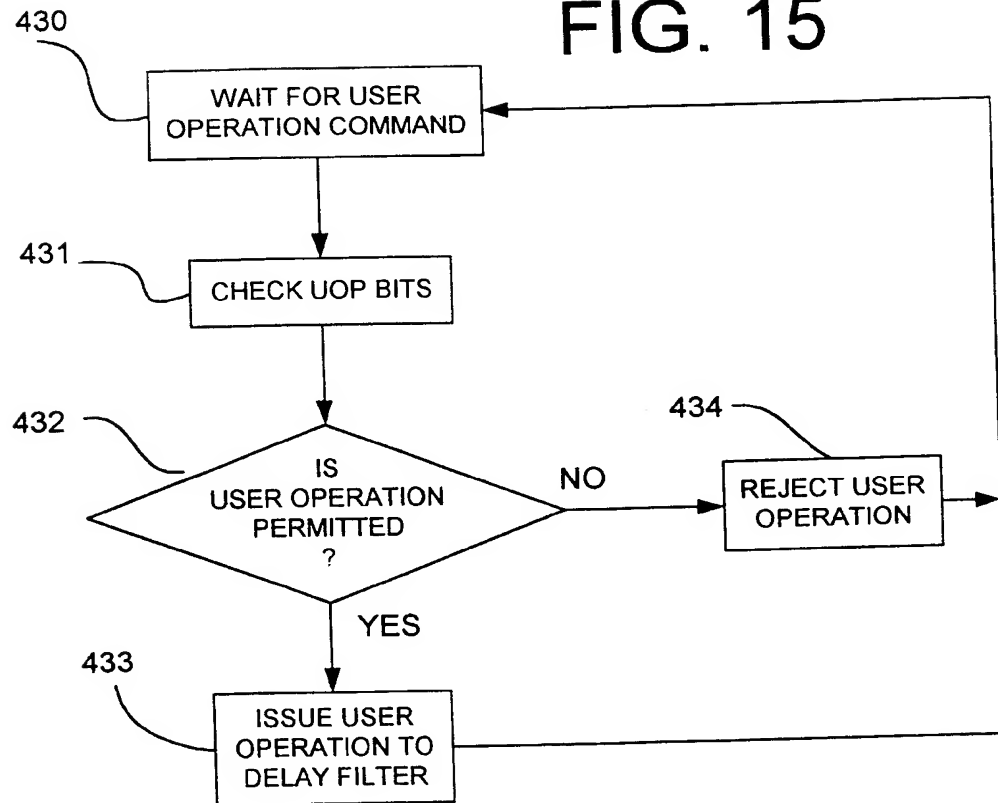 FIG. 15
430
WAIT FOR USER
OPERATION COMMAND
431
CHECK UOP BITS
432
IS
USER OPERATION
PERMITTED
?
NO
434
REJECT USER
OPERATION
YES
433
ISSUE USER
OPERATION TO
DELAY FILTER